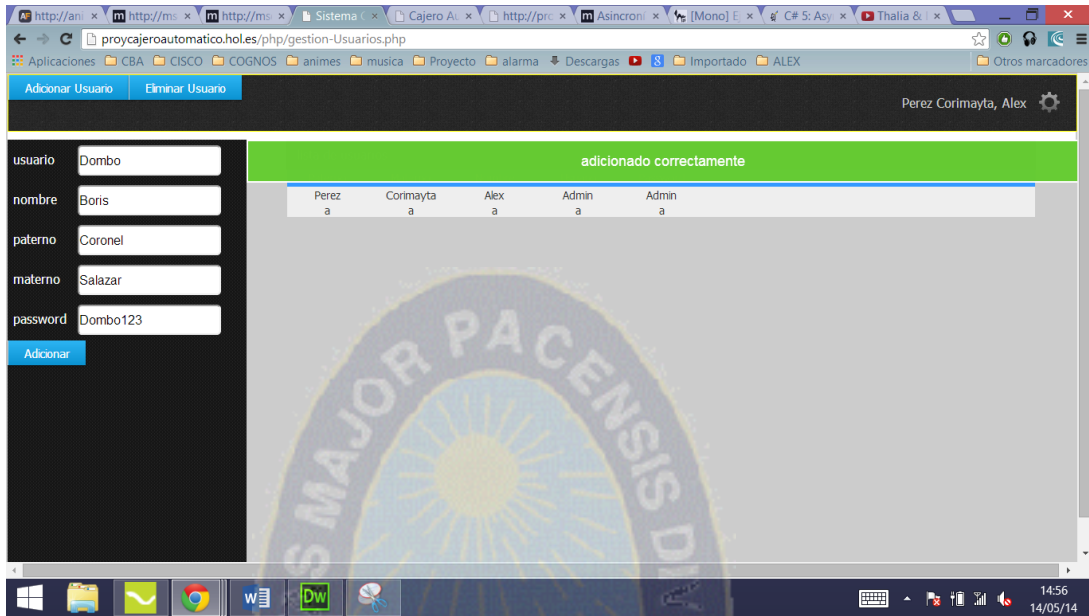 http://ani
http://ms
http://ms
Sistema
Cajero Au
http://pro
Asincroni
[Mono] Ej
C# 5: Asy
Thalia &
proycajeroautomatico.hol.es/php/gestion-Usuarios.php
Aplicaciones CBA CISCO COGNOS animes musica Proyecto alarma Descargas Importado ALEX Otros marcadores
Adicionar Usuario Eliminar Usuario
Perez Corimayta, Alex
usuario Dombo
adicionado correctamente
nombre Boris
Perez Corimayta Alex Admin Admin
a a a a a
paterno Coronel
materno Salazar
password Dombo123
Adicionar
MAJOR PACENSIS
14:56
14/05/14